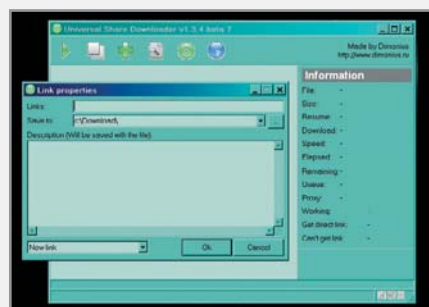 Universal Share Downloader v1.3.4 beta 7
Made by Dimonius
http://www.dimonius.ru
Link properties
Links:
Save to: c:\Download\
Description (Will be saved with the file)
New link
Ok
Cancel
Information
File: -
Size: -
Resume: -
Download: -
Speed: -
Elapsed: -
Remaining: -
Queue: -
Proxy: -
Working:
Get direct link: -
Can't get link: -